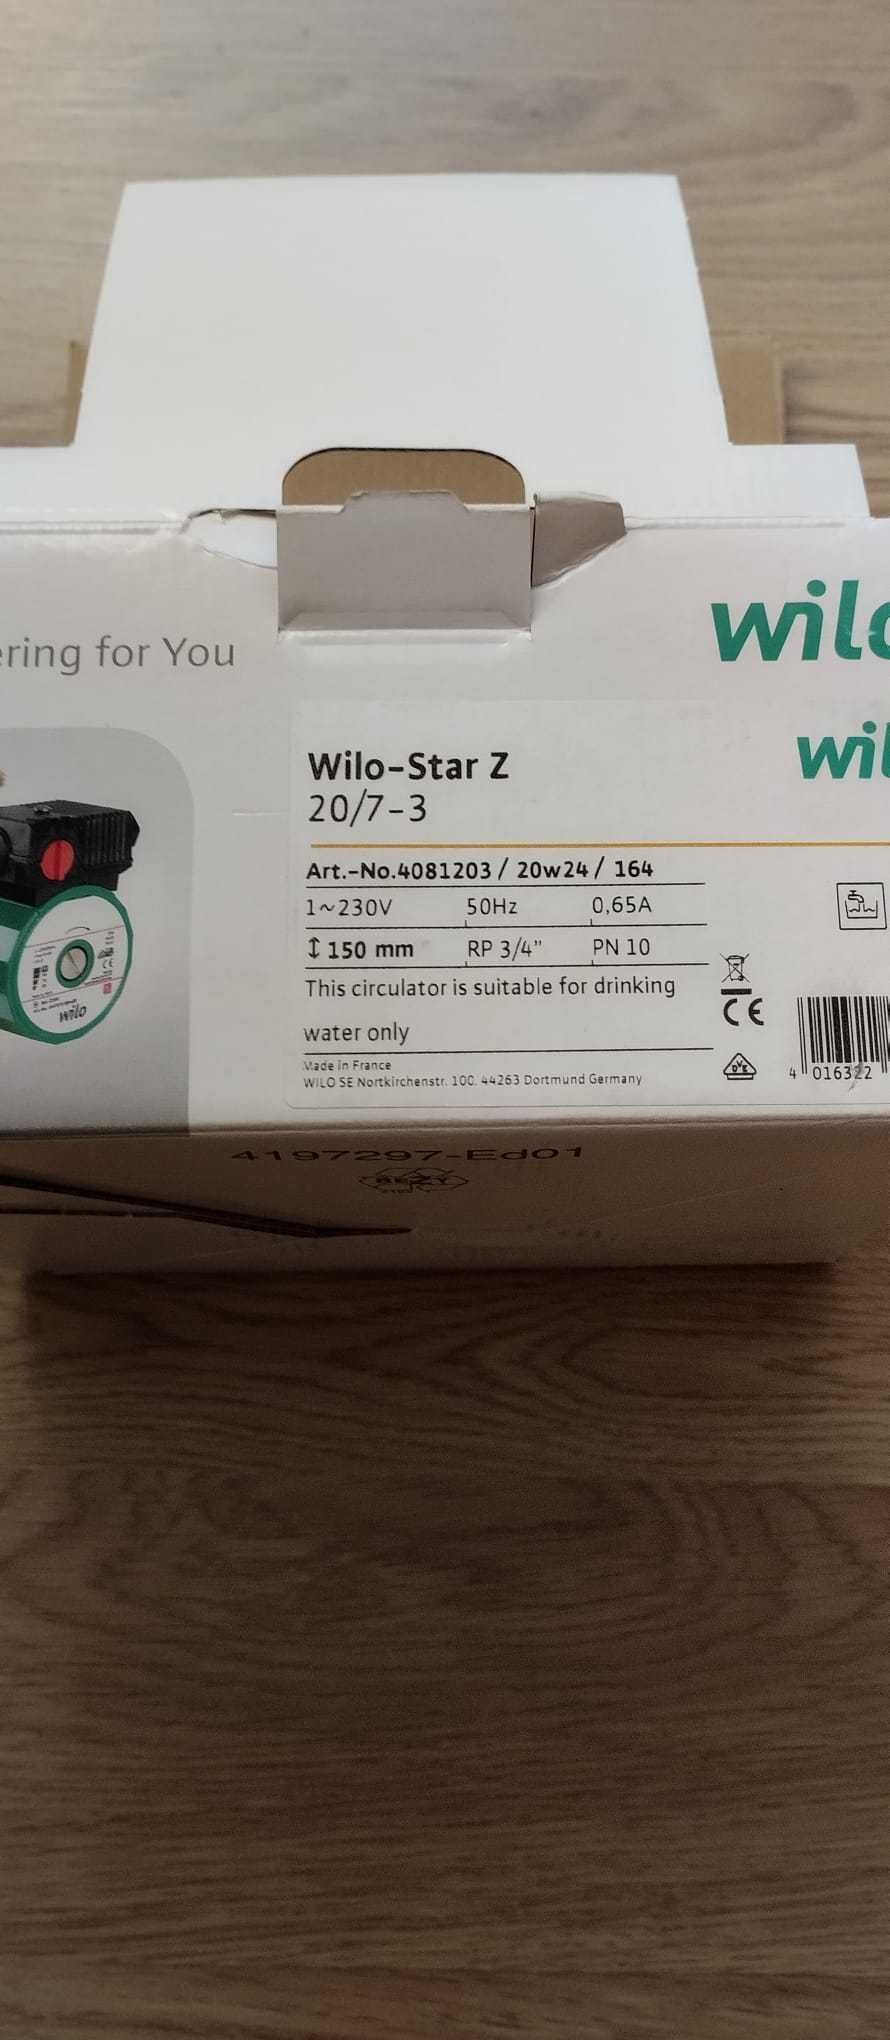 ering for You
wilo
wil
Wilo-Star Z
20/7-3
Art.-No.4081203 / 20w24 / 164
1~230V 50Hz 0,65A
↕ 150 mm RP 3/4" PN 10
This circulator is suitable for drinking
water only
Made in France
WILO SE Nortkirchenstr. 100. 44263 Dortmund Germany
CE
DVE
4 016322
wilo
4197297-Ed01